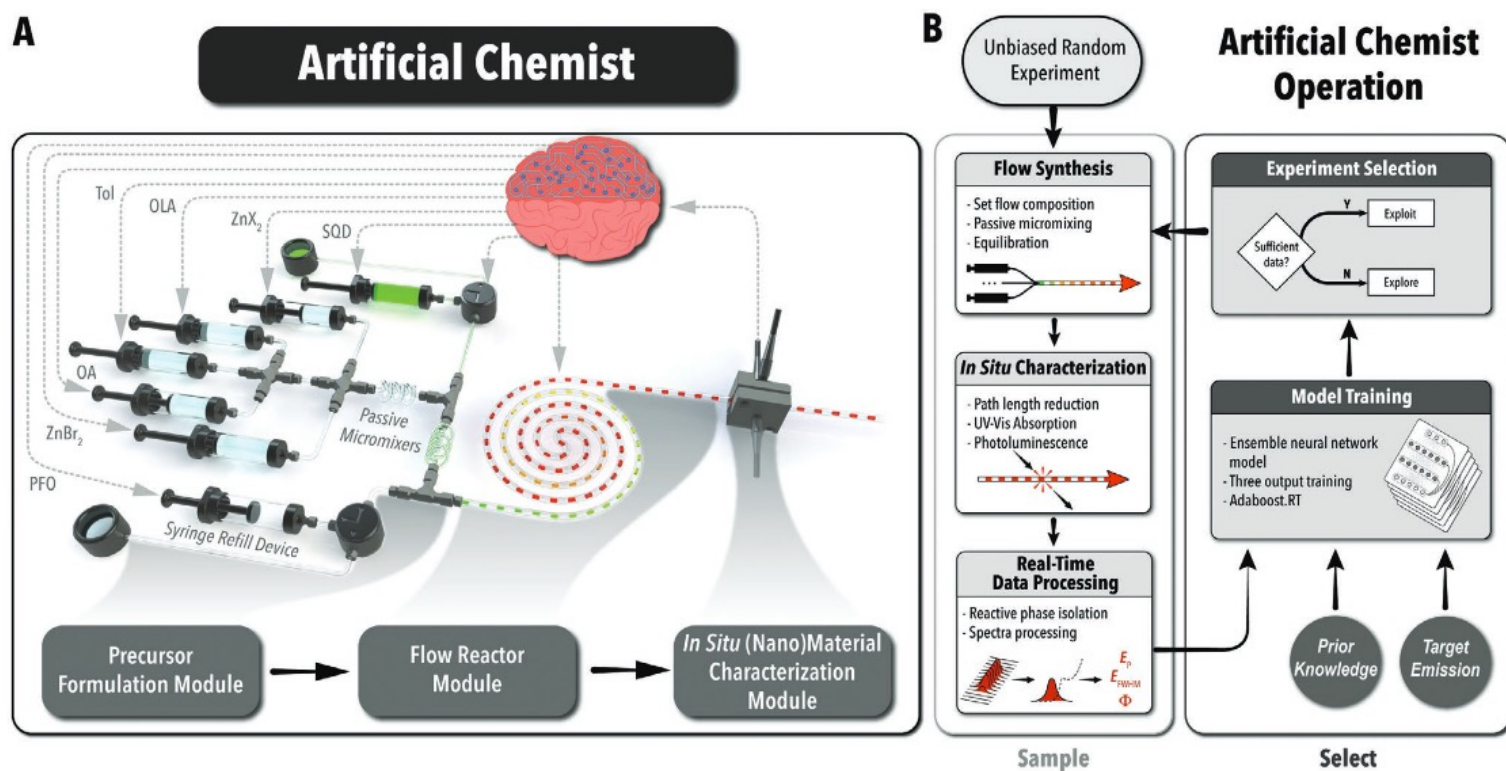 A
Artificial Chemist
Tol
OLA
ZnX₂
SQD
OA
ZnBr₂
PFO
Passive
Micromixers
Syringe Refill Device
Precursor
Formulation Module
Flow Reactor
Module
In Situ (Nano)Material
Characterization
Module
B
Unbiased Random
Experiment
Artificial Chemist
Operation
Flow Synthesis
- Set flow composition
- Passive micromixing
- Equilibration
...
In Situ Characterization
- Path length reduction
- UV-Vis Absorption
- Photoluminescence
Real-Time
Data Processing
- Reactive phase isolation
- Spectra processing
E_P
E_FWHM
Φ
Sample
Experiment Selection
Sufficient
data?
Y
Exploit
N
Explore
Model Training
- Ensemble neural network
model
- Three output training
- Adaboost.RT
Prior
Knowledge
Target
Emission
Select